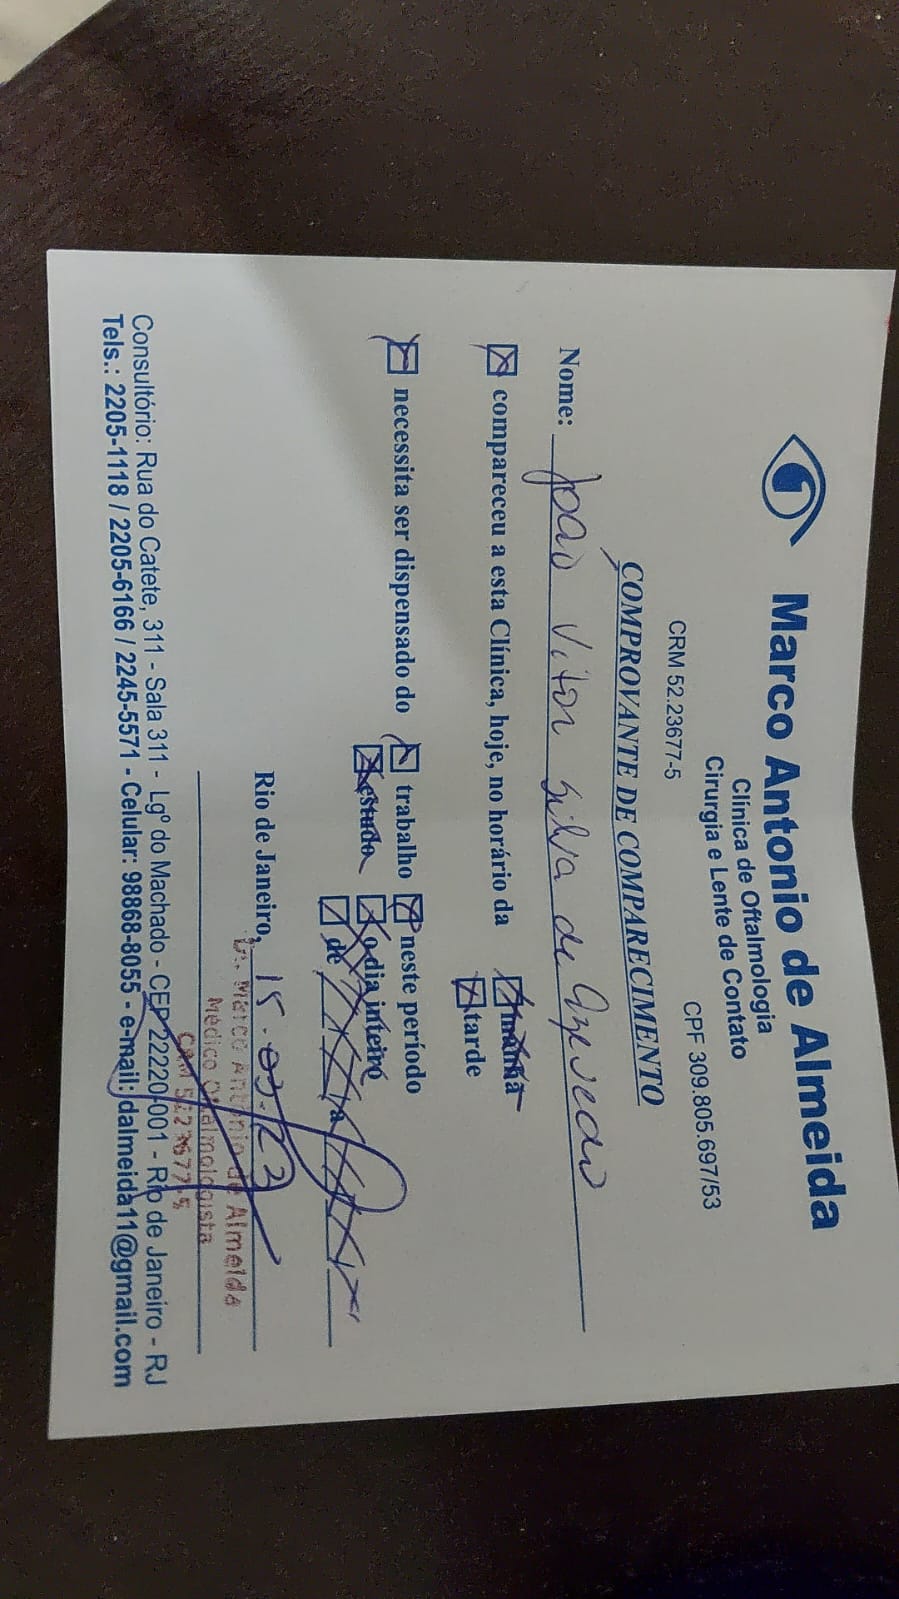 Marco Antonio de Almeida
Clínica de Oftalmologia
Cirurgia e Lente de Contato
CRM 52.23677-5 CPF 309.805.697/53
COMPROVANTE DE COMPARECIMENTO
Nome: João Vitor Silva de Azevedo
compareceu a esta Clínica, hoje, no horário da manhã
tarde
necessita ser dispensado do trabalho neste período
estudo o dia inteiro
de a
Rio de Janeiro, 15.03.23
Dr. Marco Antonio de Almeida
Médico Oftalmologista
CRM 52.23677-5
Consultório: Rua do Catete, 311 - Sala 311 - Lgº do Machado - CEP 22220-001 - Rio de Janeiro - RJ
Tels.: 2205-1118 / 2205-6166 / 2245-5571 - Celular: 98868-8055 - e-mail: dalmeida11@gmail.com